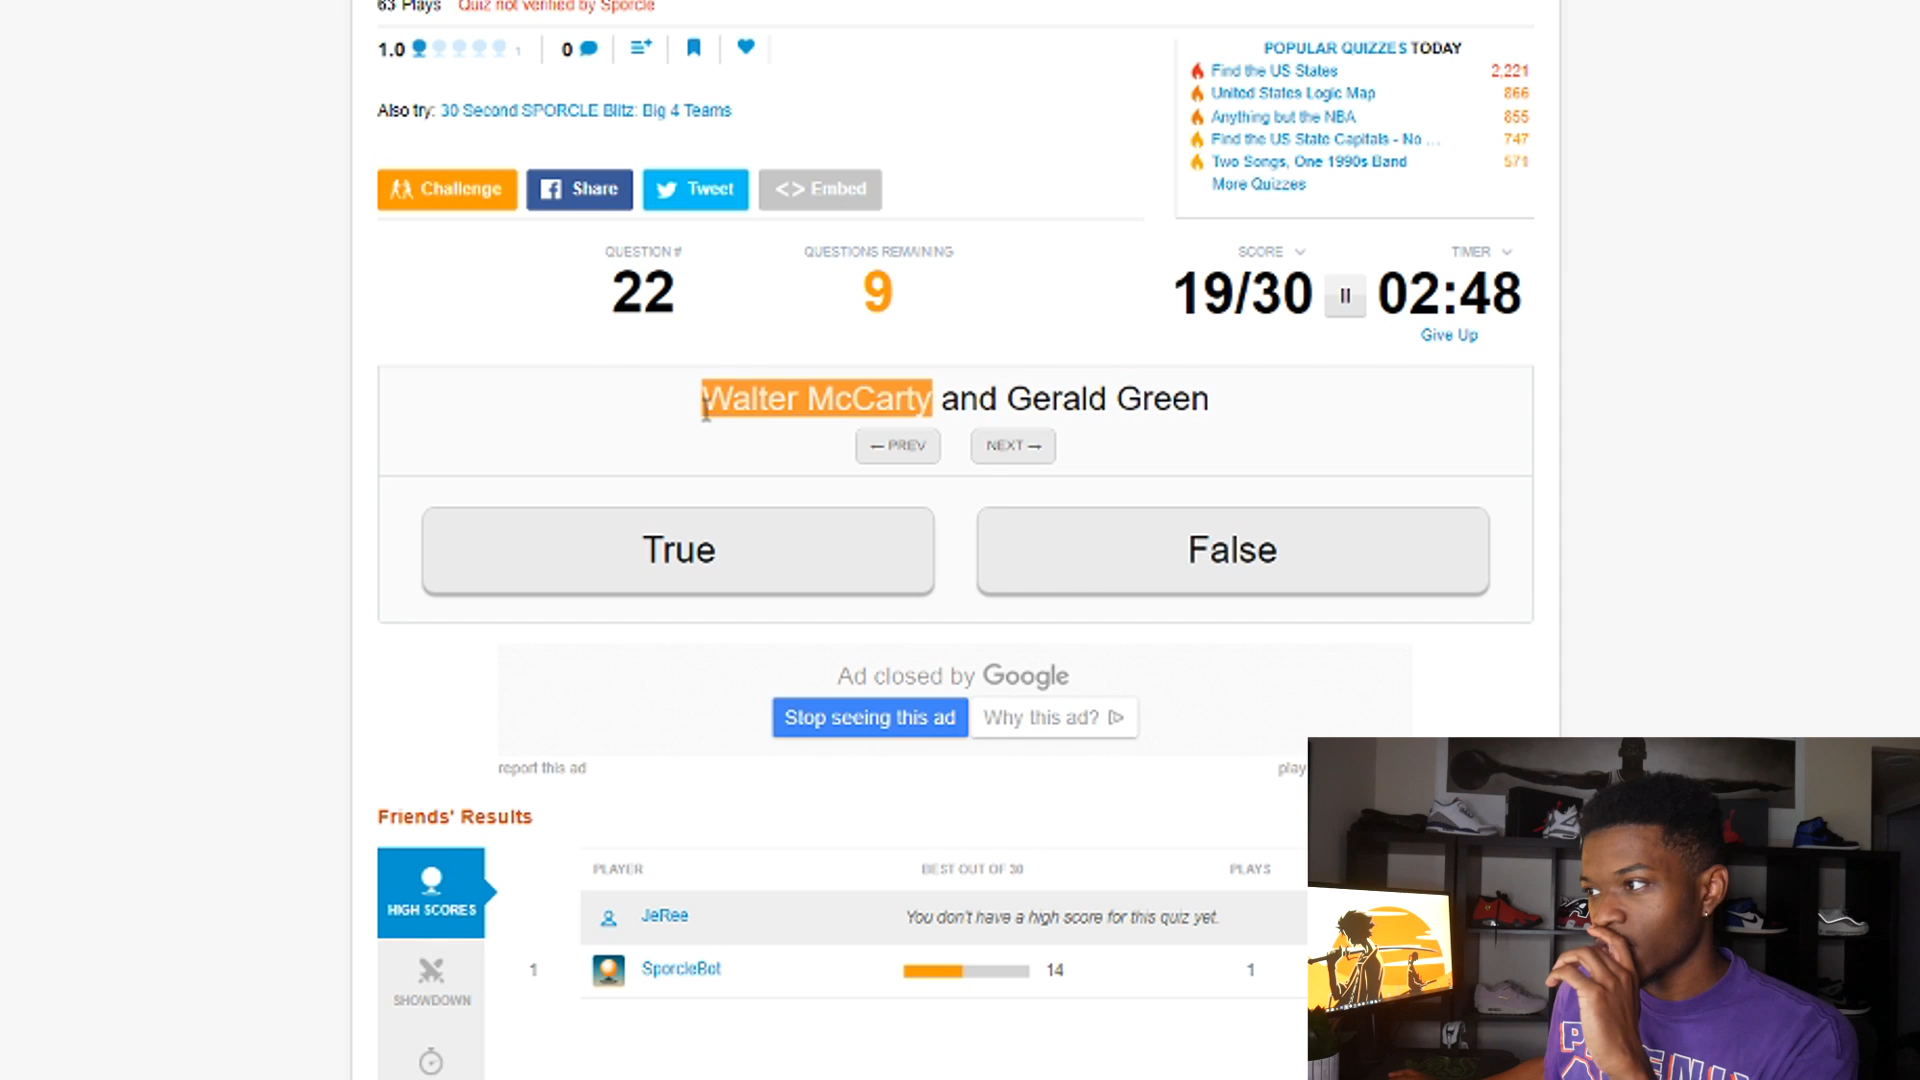 63 Plays Quiz not verified by Sporcle
1.0 1 0
Also try: 30 Second SPORCLE Blitz: Big 4 Teams
POPULAR QUIZZES TODAY
Find the US States 2,221
United States Logic Map 866
Anything but the NBA 855
Find the US State Capitals - No ... 747
Two Songs, One 1990s Band 571
More Quizzes
Challenge Share Tweet <> Embed
QUESTION # QUESTIONS REMAINING SCORE TIMER
22 9 19/30 02:48
Give Up
Walter McCarty and Gerald Green
← PREV NEXT →
True False
Ad closed by Google
Stop seeing this ad Why this ad?
report this ad play
Friends' Results
HIGH SCORES
SHOWDOWN
PLAYER BEST OUT OF 30 PLAYS
JeRee You don't have a high score for this quiz yet.
1 SporcleBot 14 1